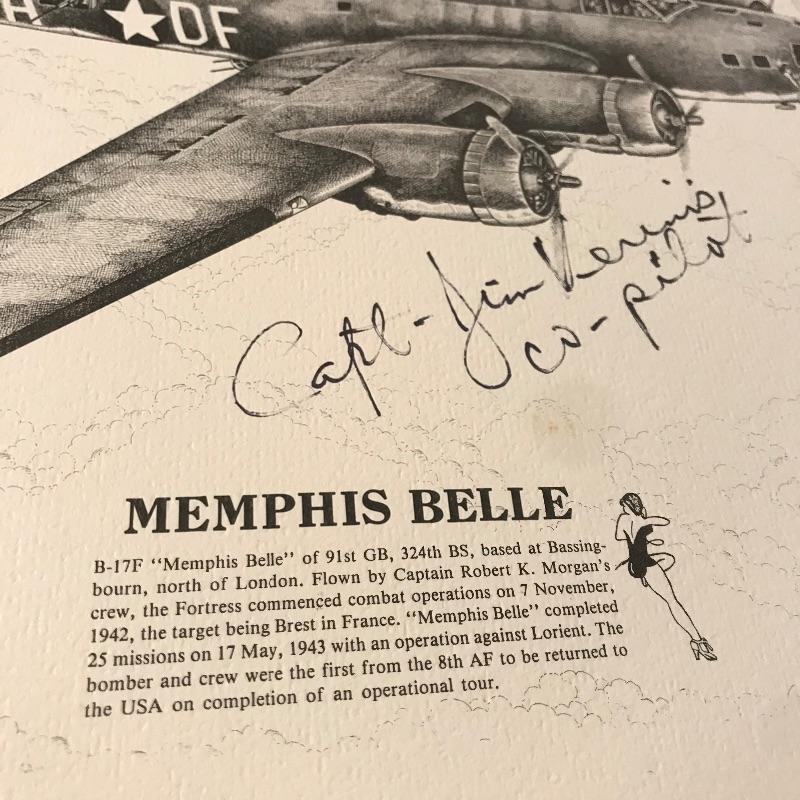 H ★ DF
Capt - Jim Verinis
co-pilot
MEMPHIS BELLE
B-17F "Memphis Belle" of 91st GB, 324th BS, based at Bassing-
bourn, north of London. Flown by Captain Robert K. Morgan's
crew, the Fortress commenced combat operations on 7 November,
1942, the target being Brest in France. "Memphis Belle" completed
25 missions on 17 May, 1943 with an operation against Lorient. The
bomber and crew were the first from the 8th AF to be returned to
the USA on completion of an operational tour.